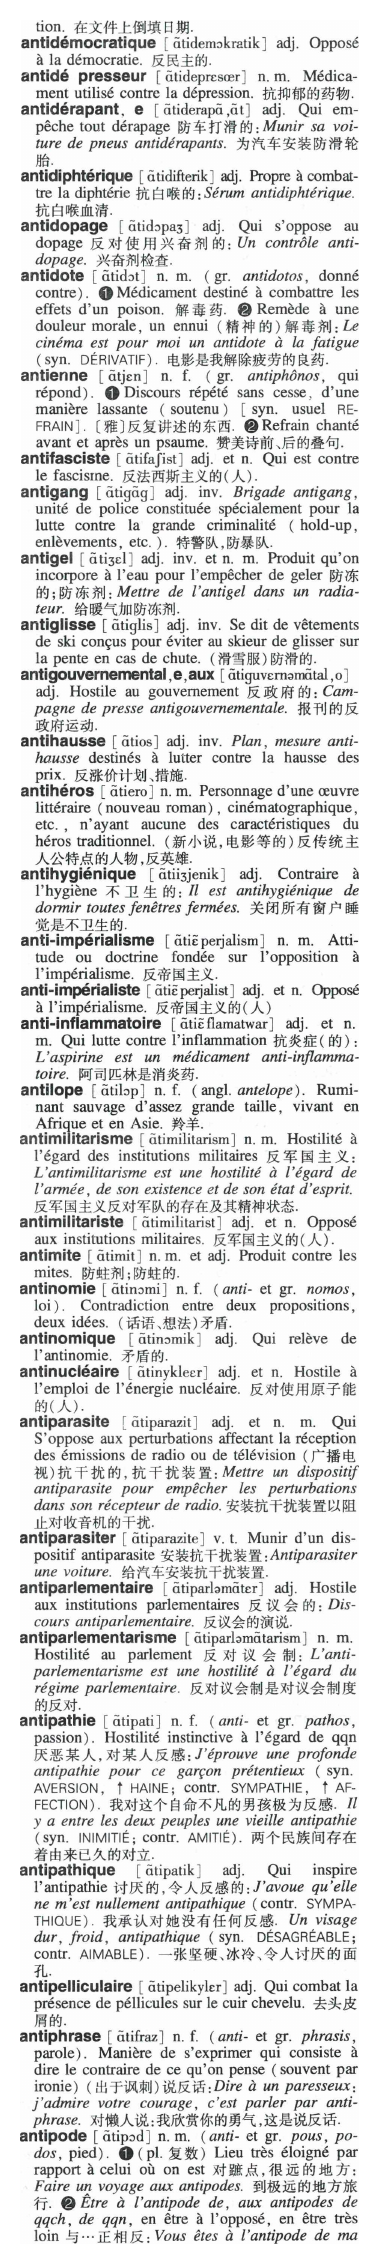 tion. 在文件上倒填日期.
antidémocratique [ ɑ̃tidemɔkratik] adj. Opposé
à la démocratie. 反民主的.
antidé presseur [ ɑ̃tidepresœr] n. m. Médica-
ment utilisé contre la dépression. 抗抑郁的药物.
antidérapant, e [ ɑ̃tiderapɑ̃,ɑ̃t] adj. Qui em-
pêche tout dérapage 防车打滑的: Munir sa voi-
ture de pneus antidérapants. 为汽车安装防滑轮
胎.
antidiphtérique [ ɑ̃tidifterik] adj. Propre à combat-
tre la diphtérie 抗白喉的: Sérum antidiphtérique.
抗白喉血清.
antidopage [ ɑ̃tidɔpaʒ] adj. Qui s'oppose au
dopage 反对使用兴奋剂的: Un contrôle anti-
dopage. 兴奋剂检查.
antidote [ ɑ̃tidɔt] n. m. ( gr. antidotos, donné
contre). ❶ Médicament destiné à combattre les
effets d'un poison. 解毒药. ❷ Remède à une
douleur morale, un ennui (精神的)解毒剂: Le
cinéma est pour moi un antidote à la fatigue
(syn. DÉRIVATIF). 电影是我解除疲劳的良药.
antienne [ ɑ̃tjɛn] n. f. ( gr. antiphônos, qui
répond). ❶ Discours répété sans cesse, d'une
manière lassante ( soutenu) [ syn. usuel RE-
FRAIN]. [雅]反复讲述的东西. ❷ Refrain chanté
avant et après un psaume. 赞美诗前、后的叠句.
antifasciste [ ɑ̃tifaʃist] adj. et n. Qui est contre
le fascisme. 反法西斯主义的(人).
antigang [ ɑ̃tigɑ̃g] adj. inv. Brigade antigang,
unité de police constituée spécialement pour la
lutte contre la grande criminalité ( hold-up,
enlèvements, etc. ). 特警队,防暴队.
antigel [ ɑ̃tiʒɛl] adj. inv. et n. m. Produit qu'on
incorpore à l'eau pour l'empêcher de geler 防冻
的;防冻剂: Mettre de l'antigel dans un radia-
teur. 给暖气加防冻剂.
antiglisse [ ɑ̃tiglis] adj. inv. Se dit de vêtements
de ski conçus pour éviter au skieur de glisser sur
la pente en cas de chute. (滑雪服)防滑的.
antigouvernemental,e,aux [ ɑ̃tiguvɛrnəmɑ̃tal,o]
adj. Hostile au gouvernement 反政府的: Cam-
pagne de presse antigouvernementale. 报刊的反
政府运动.
antihausse [ ɑ̃tios] adj. inv. Plan, mesure anti-
hausse destinés à lutter contre la hausse des
prix. 反涨价计划、措施.
antihéros [ ɑ̃tiero] n. m. Personnage d'une œuvre
littéraire (nouveau roman), cinématographique,
etc. , n'ayant aucune des caractéristiques du
héros traditionnel. (新小说,电影等的)反传统主
人公特点的人物,反英雄.
antihygiénique [ ɑ̃tiiʒjenik] adj. Contraire à
l'hygiène 不卫生的: Il est antihygiénique de
dormir toutes fenêtres fermées. 关闭所有窗户睡
觉是不卫生的.
anti-impérialisme [ ɑ̃tiɛ̃perjalism] n. m. Atti-
tude ou doctrine fondée sur l'opposition à
l'impérialisme. 反帝国主义.
anti-impérialiste [ ɑ̃tiɛ̃perjalist] adj. et n. Opposé
à l'impérialisme. 反帝国主义的(人)
anti-inflammatoire [ ɑ̃tiɛ̃flamatwar] adj. et n.
m. Qui lutte contre l'inflammation 抗炎症(的):
L'aspirine est un médicament anti-inflamma-
toire. 阿司匹林是消炎药.
antilope [ ɑ̃tilɔp] n. f. ( angl. antelope). Rumi-
nant sauvage d'assez grande taille, vivant en
Afrique et en Asie. 羚羊.
antimilitarisme [ ɑ̃timilitarism] n. m. Hostilité à
l'égard des institutions militaires 反军国主义:
L'antimilitarisme est une hostilité à l'égard de
l'armée, de son existence et de son état d'esprit.
反军国主义反对军队的存在及其精神状态.
antimilitariste [ ɑ̃timilitarist] adj. et n. Opposé
aux institutions militaires. 反军国主义的(人).
antimite [ ɑ̃timit] n. m. et adj. Produit contre les
mites. 防蛀剂;防蛀的.
antinomie [ ɑ̃tinɔmi] n. f. ( anti- et gr. nomos,
loi). Contradiction entre deux propositions,
deux idées. (话语、想法)矛盾.
antinomique [ ɑ̃tinɔmik] adj. Qui relève de
l'antinomie. 矛盾的.
antinucléaire [ ɑ̃tinykleɛr] adj. et n. Hostile à
l'emploi de l'énergie nucléaire. 反对使用原子能
的(人).
antiparasite [ ɑ̃tiparazit] adj. et n. m. Qui
S'oppose aux perturbations affectant la réception
des émissions de radio ou de télévision (广播电
视)抗干扰的,抗干扰装置: Mettre un dispositif
antiparasite pour empêcher les perturbations
dans son récepteur de radio. 安装抗干扰装置以阻
止对收音机的干扰.
antiparasiter [ ɑ̃tiparazite] v. t. Munir d'un dis-
positif antiparasite 安装抗干扰装置: Antiparasiter
une voiture. 给汽车安装抗干扰装置.
antiparlementaire [ ɑ̃tiparləmɑ̃tɛr] adj. Hostile
aux institutions parlementaires 反议会的: Dis-
cours antiparlementaire. 反议会的演说.
antiparlementarisme [ ɑ̃tiparləmɑ̃tarism] n. m.
Hostilité au parlement 反对议会制: L'anti-
parlementarisme est une hostilité à l'égard du
régime parlementaire. 反对议会制是对议会制度
的反对.
antipathie [ ɑ̃tipati] n. f. ( anti- et gr. pathos,
passion). Hostilité instinctive à l'égard de qqn
厌恶某人,对某人反感: J'éprouve une profonde
antipathie pour ce garçon prétentieux ( syn.
AVERSION, ↑ HAINE; contr. SYMPATHIE, ↑ AF-
FECTION). 我对这个自命不凡的男孩极为反感. Il
y a entre les deux peuples une vieille antipathie
(syn. INIMITIÉ; contr. AMITIÉ). 两个民族间存在
着由来已久的对立.
antipathique [ ɑ̃tipatik] adj. Qui inspire
l'antipathie 讨厌的,令人反感的: J'avoue qu'elle
ne m'est nullement antipathique (contr. SYMPA-
THIQUE). 我承认对她没有任何反感. Un visage
dur, froid, antipathique ( syn. DÉSAGRÉABLE;
contr. AIMABLE). 一张坚硬、冰冷、令人讨厌的面
孔.
antipelliculaire [ ɑ̃tipelikylɛr] adj. Qui combat la
présence de péllicules sur le cuir chevelu. 去头皮
屑的.
antiphrase [ ɑ̃tifraz] n. f. ( anti- et gr. phrasis,
parole). Manière de s'exprimer qui consiste à
dire le contraire de ce qu'on pense (souvent par
ironie) (出于讽刺)说反话: Dire à un paresseux:
j'admire votre courage, c'est parler par anti-
phrase. 对懒人说:我欣赏你的勇气,这是说反话.
antipode [ ɑ̃tipɔd] n. m. (anti- et gr. pous, po-
dos, pied). ❶ (pl. 复数) Lieu très éloigné par
rapport à celui où on est 对蹠点,很远的地方:
Faire un voyage aux antipodes. 到极远的地方旅
行. ❷ Être à l'antipode de, aux antipodes de
qqch, de qqn, en être à l'opposé, en être très
loin 与…正相反: Vous êtes à l'antipode de ma